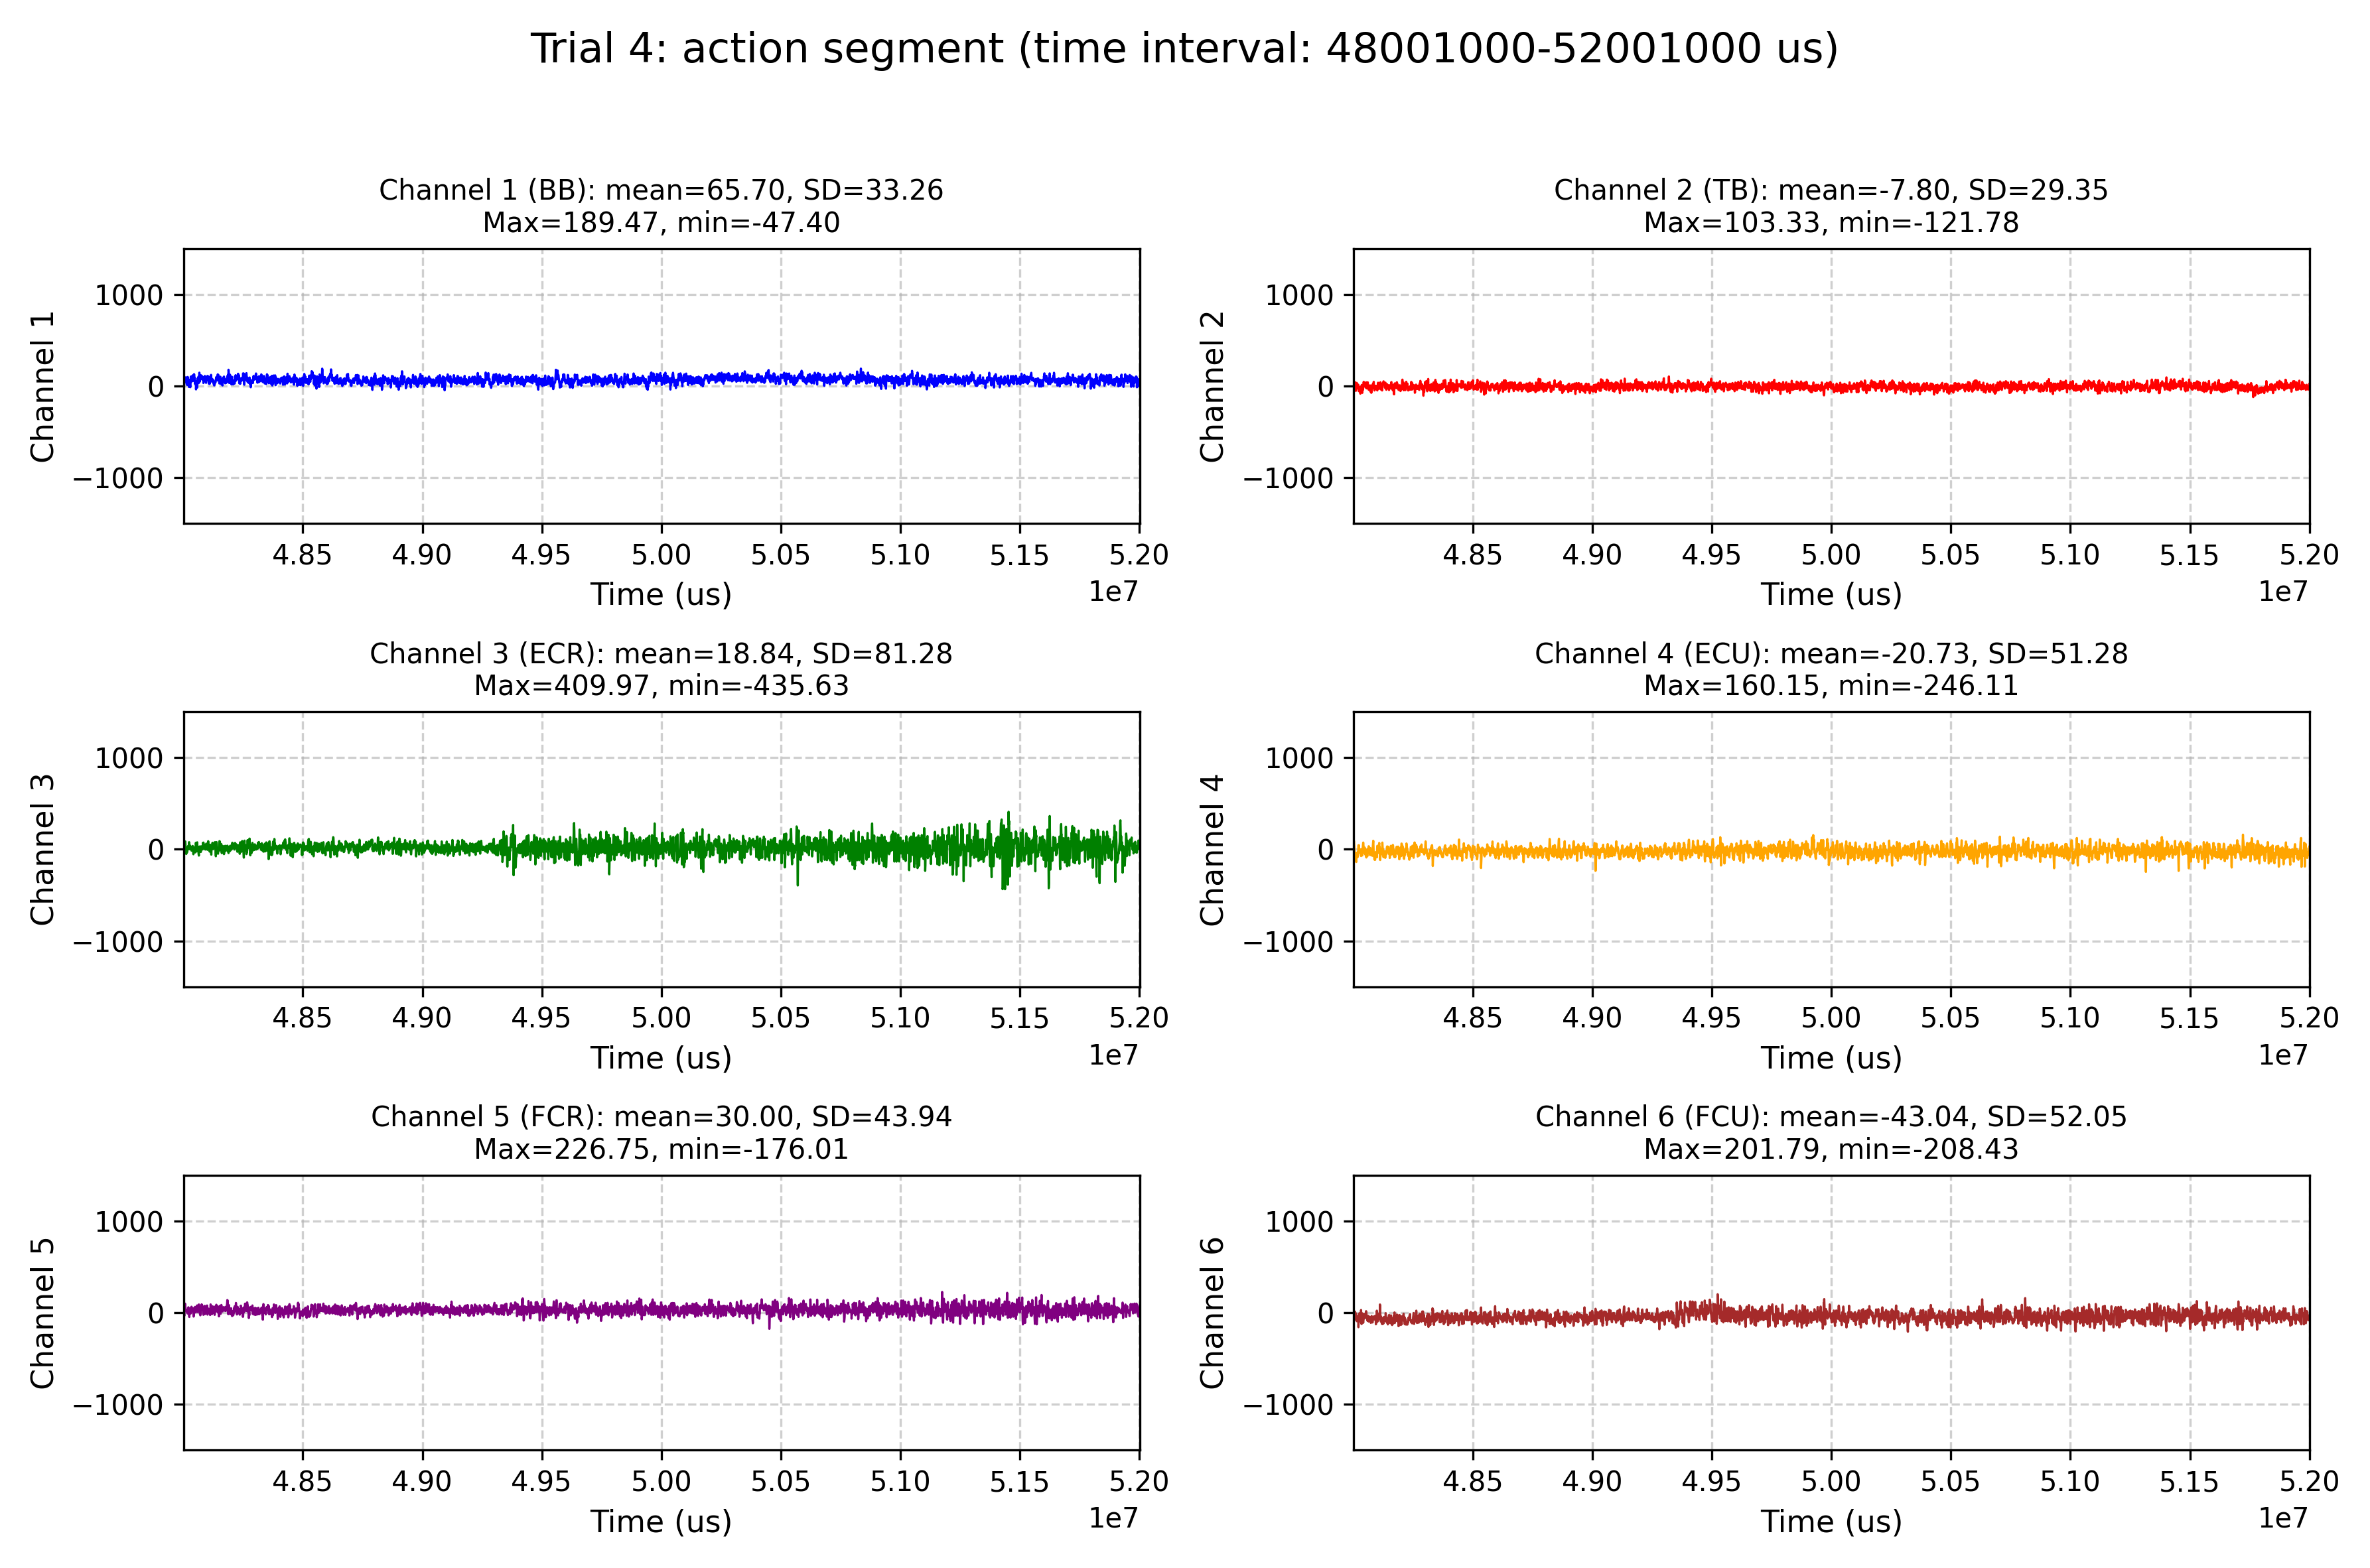 Trial 4: action segment (time interval: 48001000-52001000 us)
Channel 1 (BB): mean=65.70, SD=33.26
Max=189.47, min=-47.40
1000
0
−1000
Channel 1
4.85 4.90 4.95 5.00 5.05 5.10 5.15 5.20
1e7
Time (us)
Channel 2 (TB): mean=-7.80, SD=29.35
Max=103.33, min=-121.78
1000
0
−1000
Channel 2
4.85 4.90 4.95 5.00 5.05 5.10 5.15 5.20
1e7
Time (us)
Channel 3 (ECR): mean=18.84, SD=81.28
Max=409.97, min=-435.63
1000
0
−1000
Channel 3
4.85 4.90 4.95 5.00 5.05 5.10 5.15 5.20
1e7
Time (us)
Channel 4 (ECU): mean=-20.73, SD=51.28
Max=160.15, min=-246.11
1000
0
−1000
Channel 4
4.85 4.90 4.95 5.00 5.05 5.10 5.15 5.20
1e7
Time (us)
Channel 5 (FCR): mean=30.00, SD=43.94
Max=226.75, min=-176.01
1000
0
−1000
Channel 5
4.85 4.90 4.95 5.00 5.05 5.10 5.15 5.20
1e7
Time (us)
Channel 6 (FCU): mean=-43.04, SD=52.05
Max=201.79, min=-208.43
1000
0
−1000
Channel 6
4.85 4.90 4.95 5.00 5.05 5.10 5.15 5.20
1e7
Time (us)